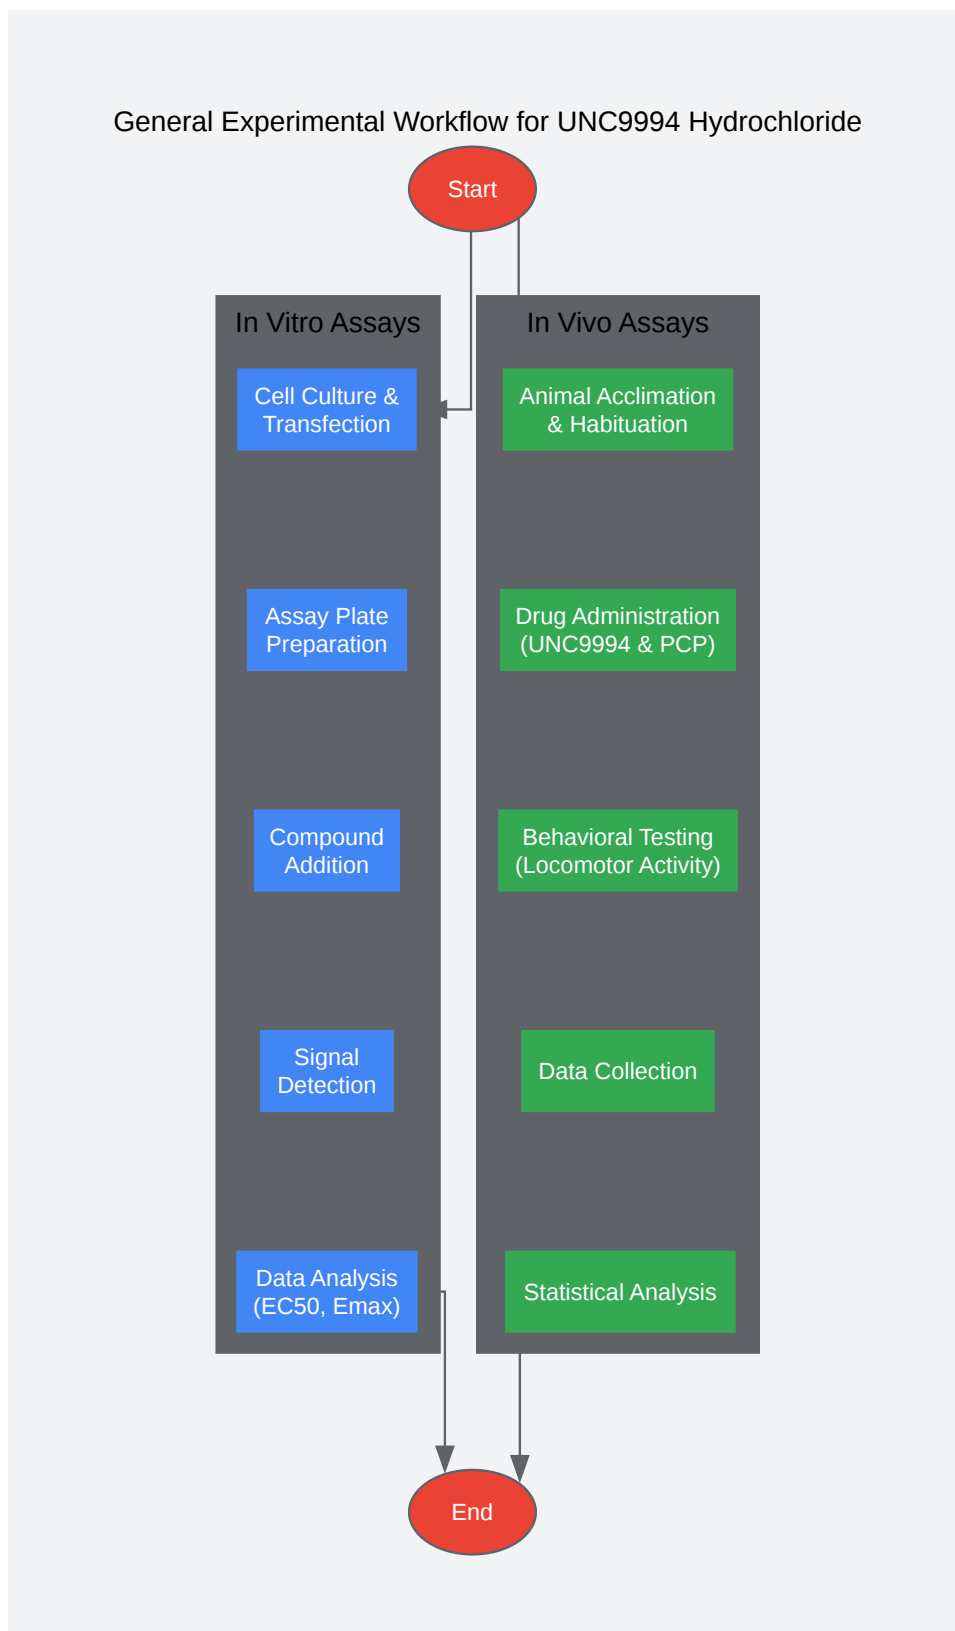 General Experimental Workflow for UNC9994 Hydrochloride
Start
In Vitro Assays
Cell Culture &
Transfection
Assay Plate
Preparation
Compound
Addition
Signal
Detection
Data Analysis
(EC50, Emax)
In Vivo Assays
Animal Acclimation
& Habituation
Drug Administration
(UNC9994 & PCP)
Behavioral Testing
(Locomotor Activity)
Data Collection
Statistical Analysis
End